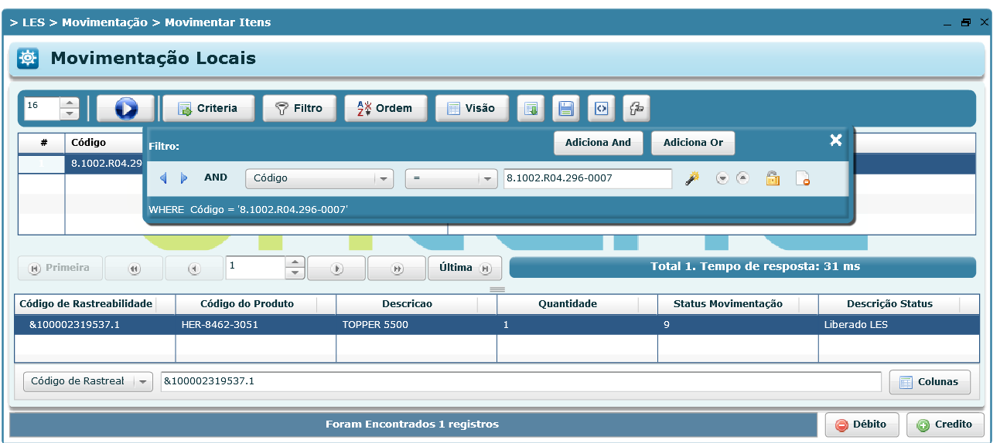 > LES > Movimentação > Movimentar Itens
Movimentação Locais
16 Criteria Filtro Ordem Visão
# Código
Filtro: Adiciona And Adiciona Or
1 8.1002.R04.29
AND Código = 8.1002.R04.296-0007
WHERE Código = '8.1002.R04.296-0007'
Primeira 1 Última Total 1. Tempo de resposta: 31 ms
Código de Rastreabilidade Código do Produto Descricao Quantidade Status Movimentação Descrição Status
&100002319537.1 HER-8462-3051 TOPPER 5500 1 9 Liberado LES
Código de Rastreal &100002319537.1 Colunas
Foram Encontrados 1 registros Débito Credito